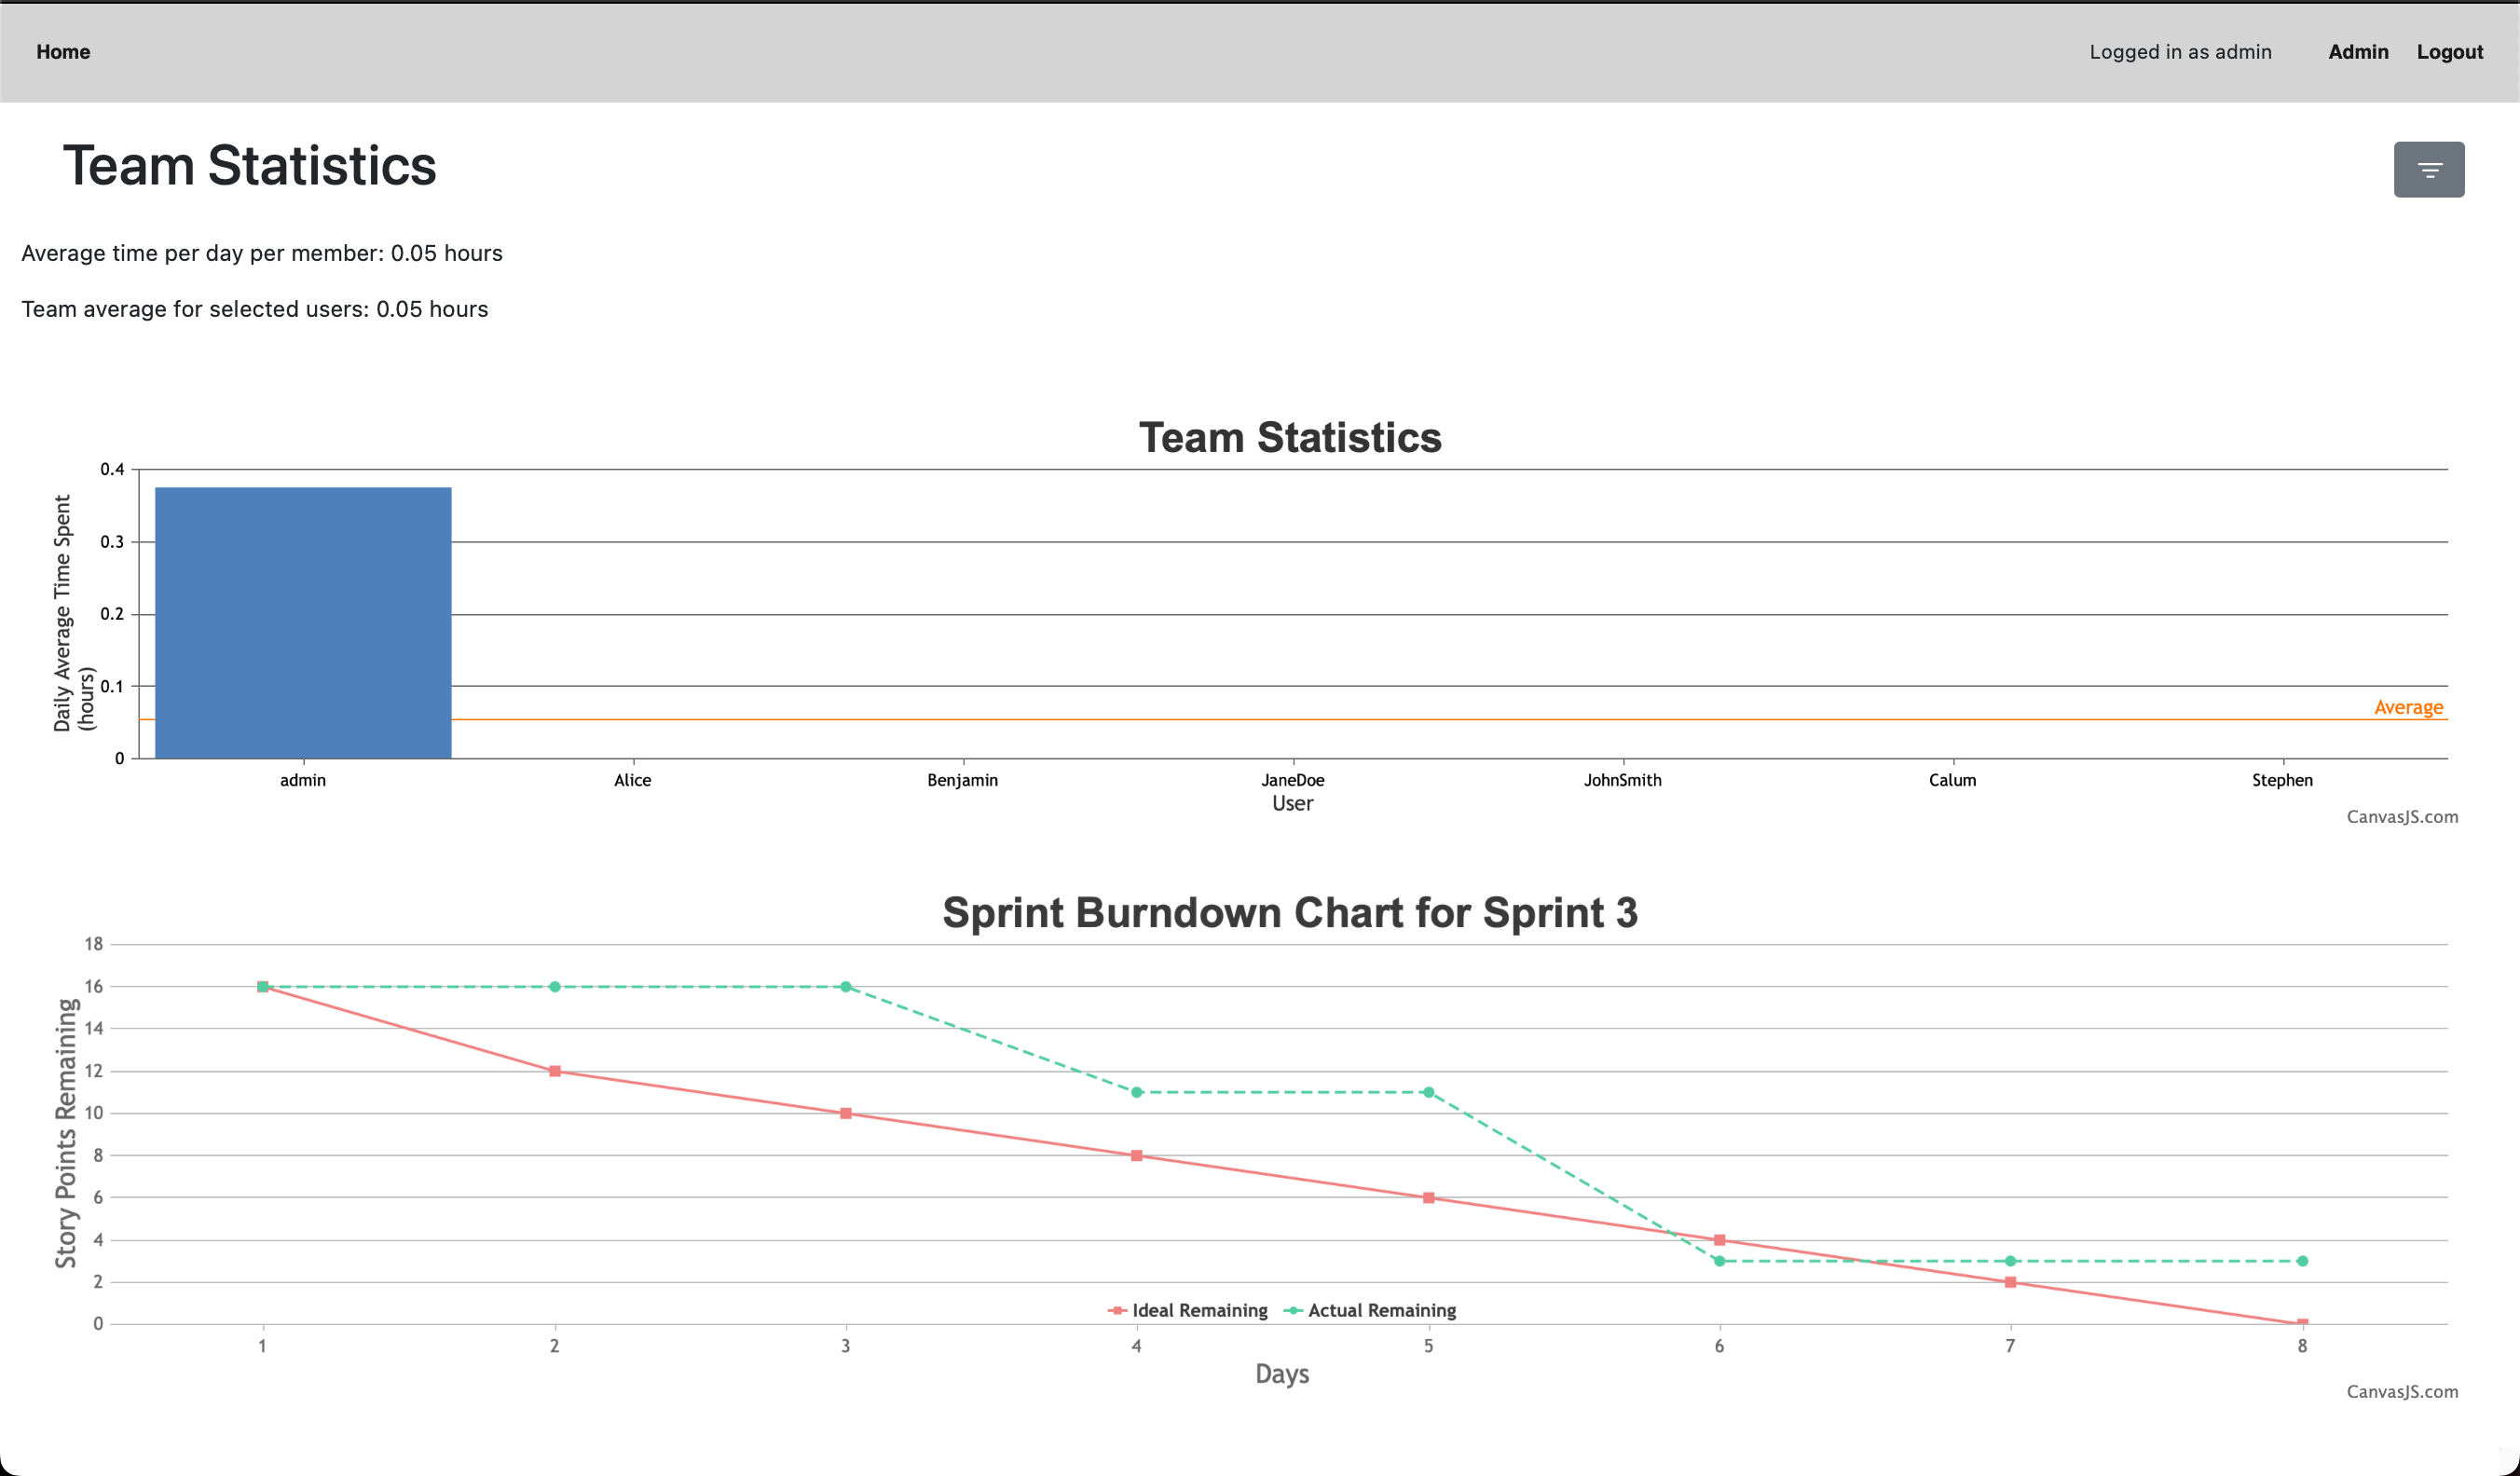 Home
Logged in as admin
Admin
Logout
Team Statistics
Average time per day per member: 0.05 hours
Team average for selected users: 0.05 hours
Team Statistics
Daily Average Time Spent
(hours)
0.4
0.3
0.2
0.1
0
Average
admin
Alice
Benjamin
JaneDoe
JohnSmith
Calum
Stephen
User
CanvasJS.com
Sprint Burndown Chart for Sprint 3
Story Points Remaining
18
16
14
12
10
8
6
4
2
0
Ideal Remaining
Actual Remaining
1
2
3
4
5
6
7
8
Days
CanvasJS.com